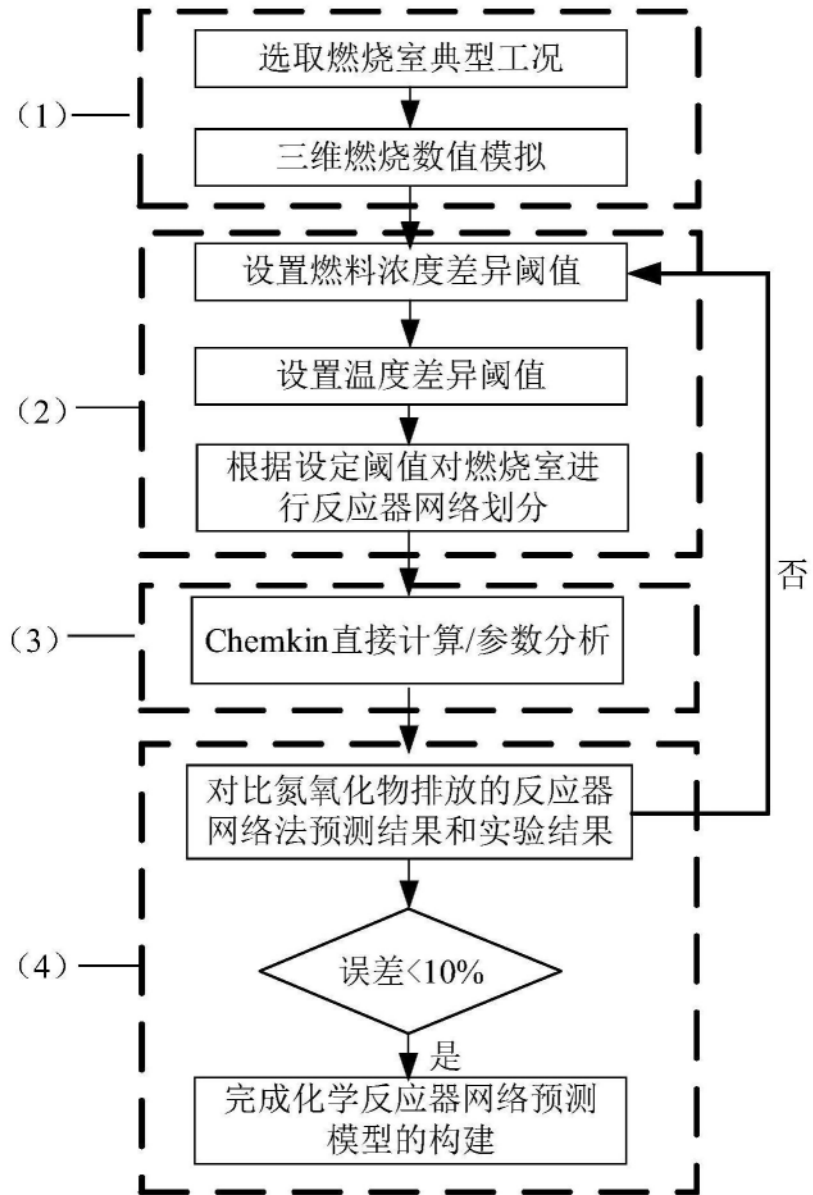 选取燃烧室典型工况
(1)
三维燃烧数值模拟
设置燃料浓度差异阈值
设置温度差异阈值
(2)
根据设定阈值对燃烧室进
行反应器网络划分
否
(3)
Chemkin直接计算/参数分析
对比氮氧化物排放的反应器
网络法预测结果和实验结果
(4)
误差<10%
是
完成化学反应器网络预测
模型的构建